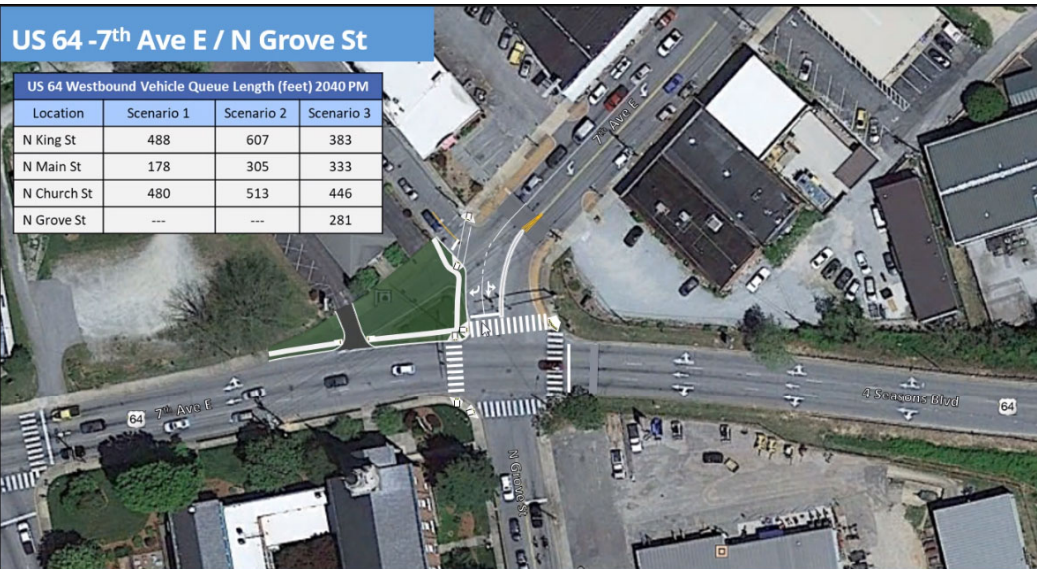 US 64 -7th Ave E / N Grove St
US 64 Westbound Vehicle Queue Length (feet) 2040 PM
Location Scenario 1 Scenario 2 Scenario 3
N King St 488 607 383
N Main St 178 305 333
N Church St 480 513 446
N Grove St --- --- 281
7th Ave E
64
7th Ave E
4 Seasons Blvd
64
N Grove St